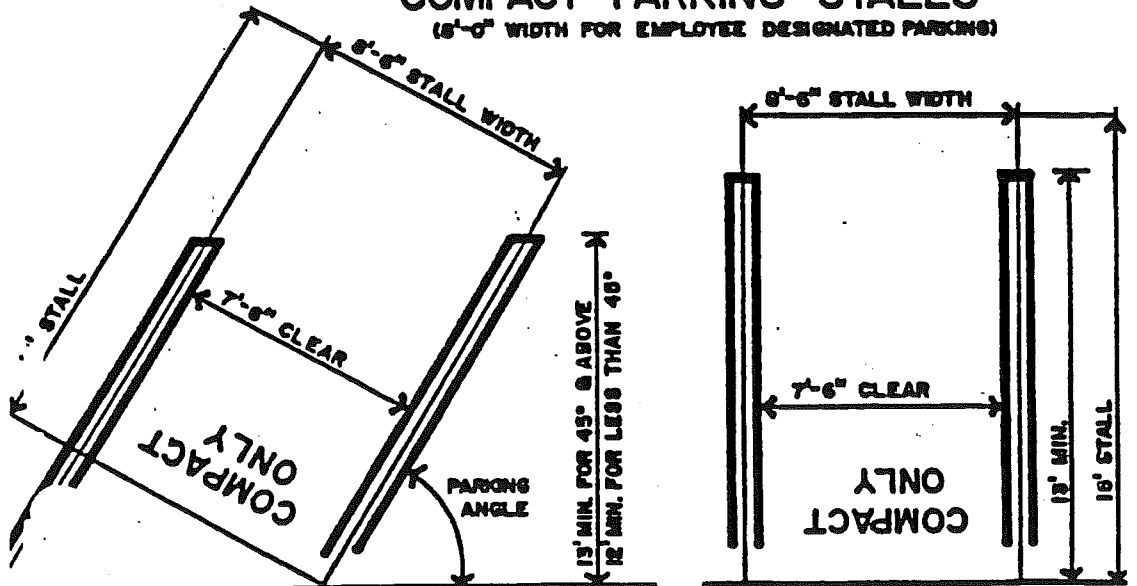 COMPACT PARKING STALLS
(8'-0" WIDTH FOR EMPLOYEE DESIGNATED PARKING)
8'-6" STALL WIDTH
STALL
7'-6" CLEAR
COMPACT
ONLY
PARKING
ANGLE
13' MIN. FOR 45° & ABOVE
12' MIN. FOR LESS THAN 45°
8'-6" STALL WIDTH
7'-6" CLEAR
COMPACT
ONLY
13' MIN.
16' STALL